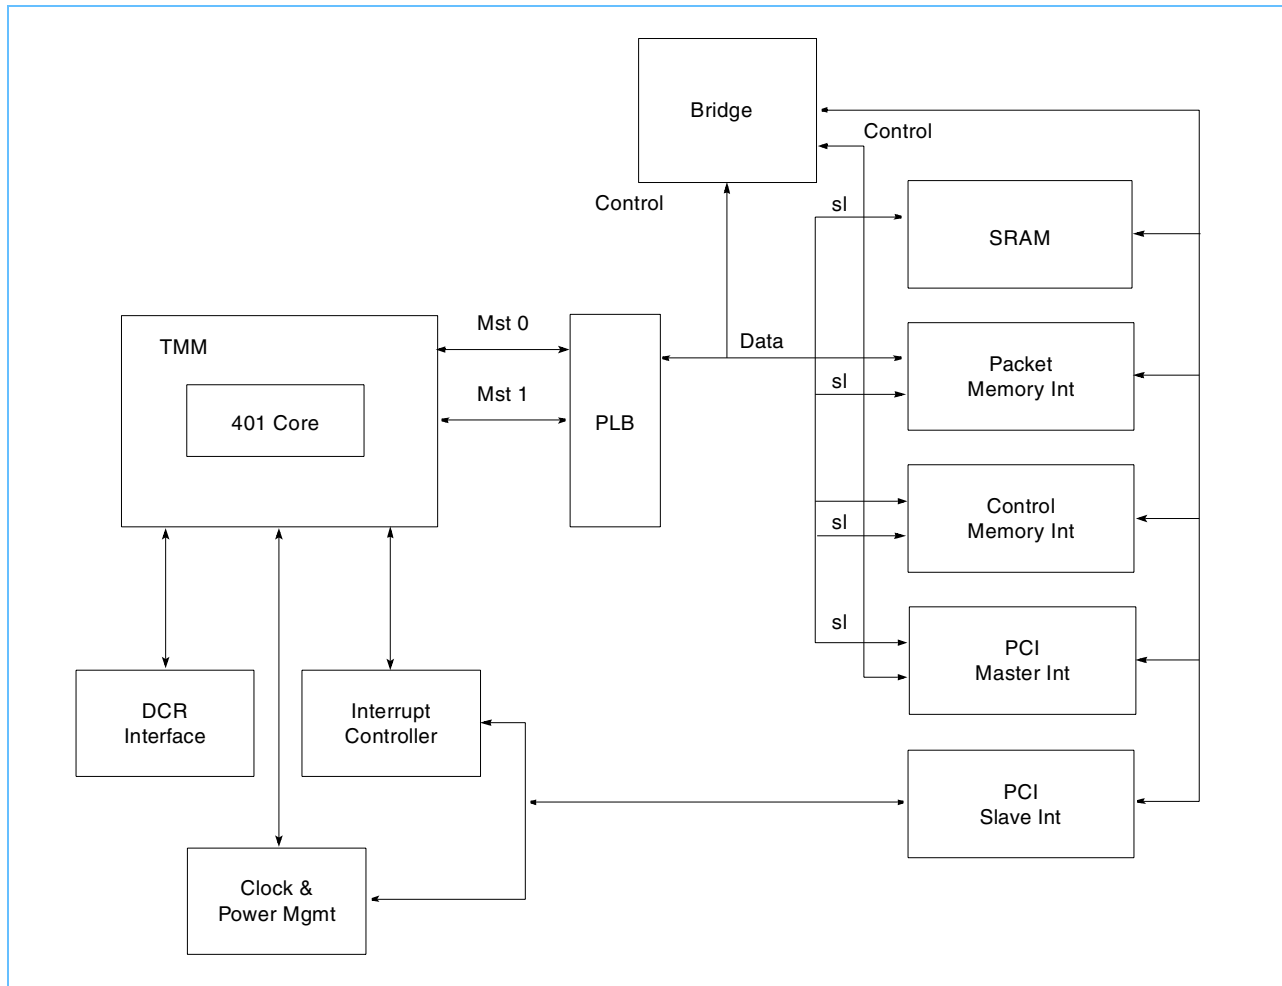 Bridge
Control
Control
sl
SRAM
Mst 0
TMM
Data
Packet
Memory Int
sl
Mst 1
401 Core
PLB
Control
Memory Int
sl
sl
PCI
Master Int
DCR
Interface
Interrupt
Controller
PCI
Slave Int
Clock &
Power Mgmt